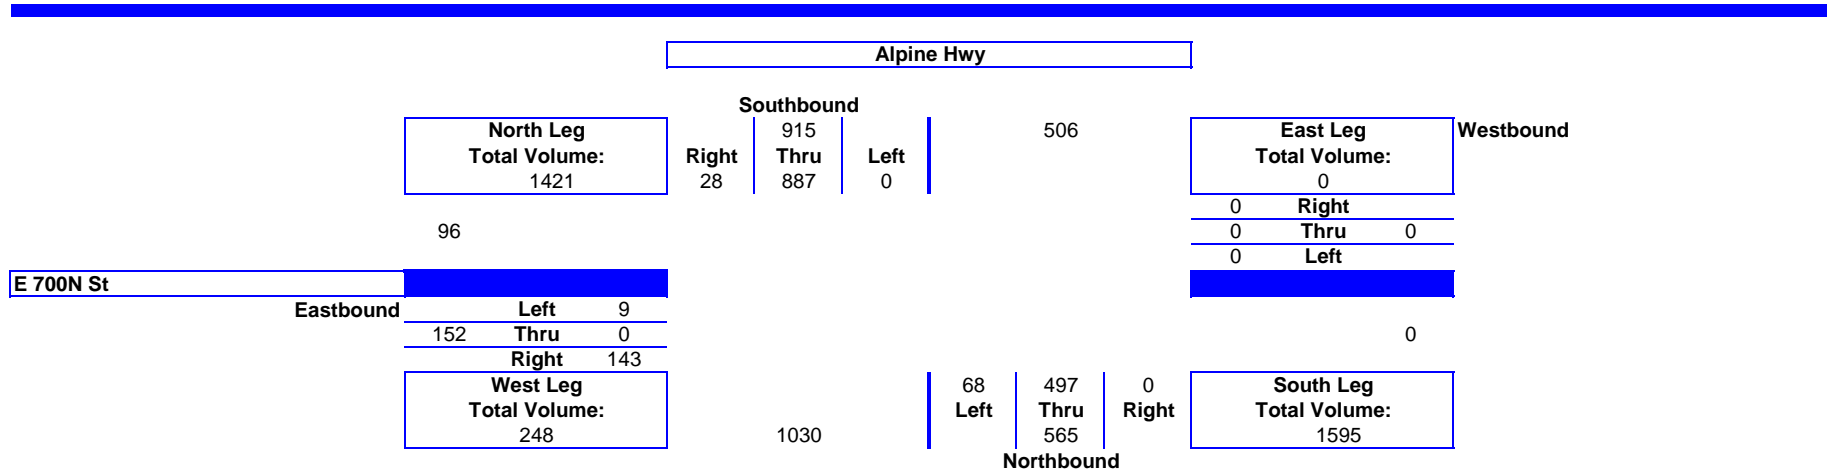 Alpine Hwy
Southbound
North Leg 915 506 East Leg Westbound
Total Volume: Right Thru Left Total Volume:
1421 28 887 0 0
0 Right
96 0 Thru 0
0 Left
E 700N St
Eastbound Left 9
152 Thru 0 0
Right 143
West Leg 68 497 0 South Leg
Total Volume: Left Thru Right Total Volume:
248 1030 565 1595
Northbound